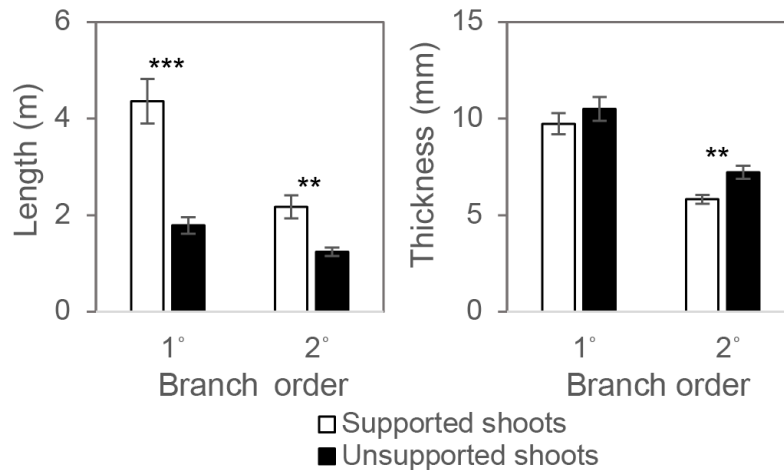 Length (m)
6
4
2
0
***
**
1°
2°
Branch order
Thickness (mm)
15
10
5
0
**
1°
2°
Branch order
Supported shoots
Unsupported shoots